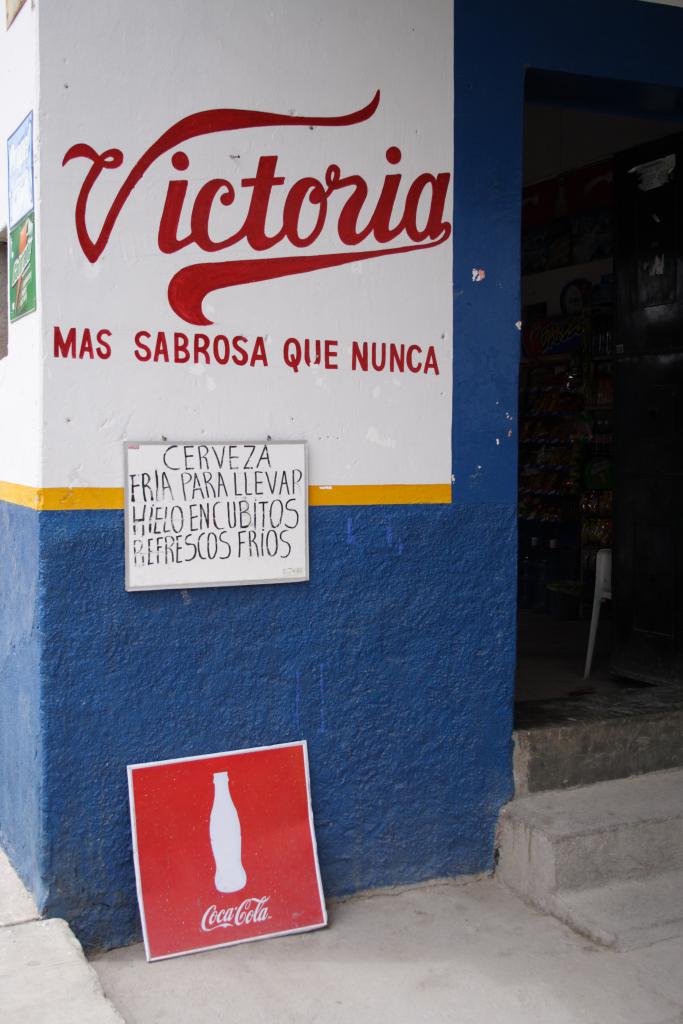 Victoria
MAS SABROSA QUE NUNCA
CERVEZA
FRIA PARA LLEVAR
HIELO EN CUBITOS
REFRESCOS FRIOS
Coca-Cola